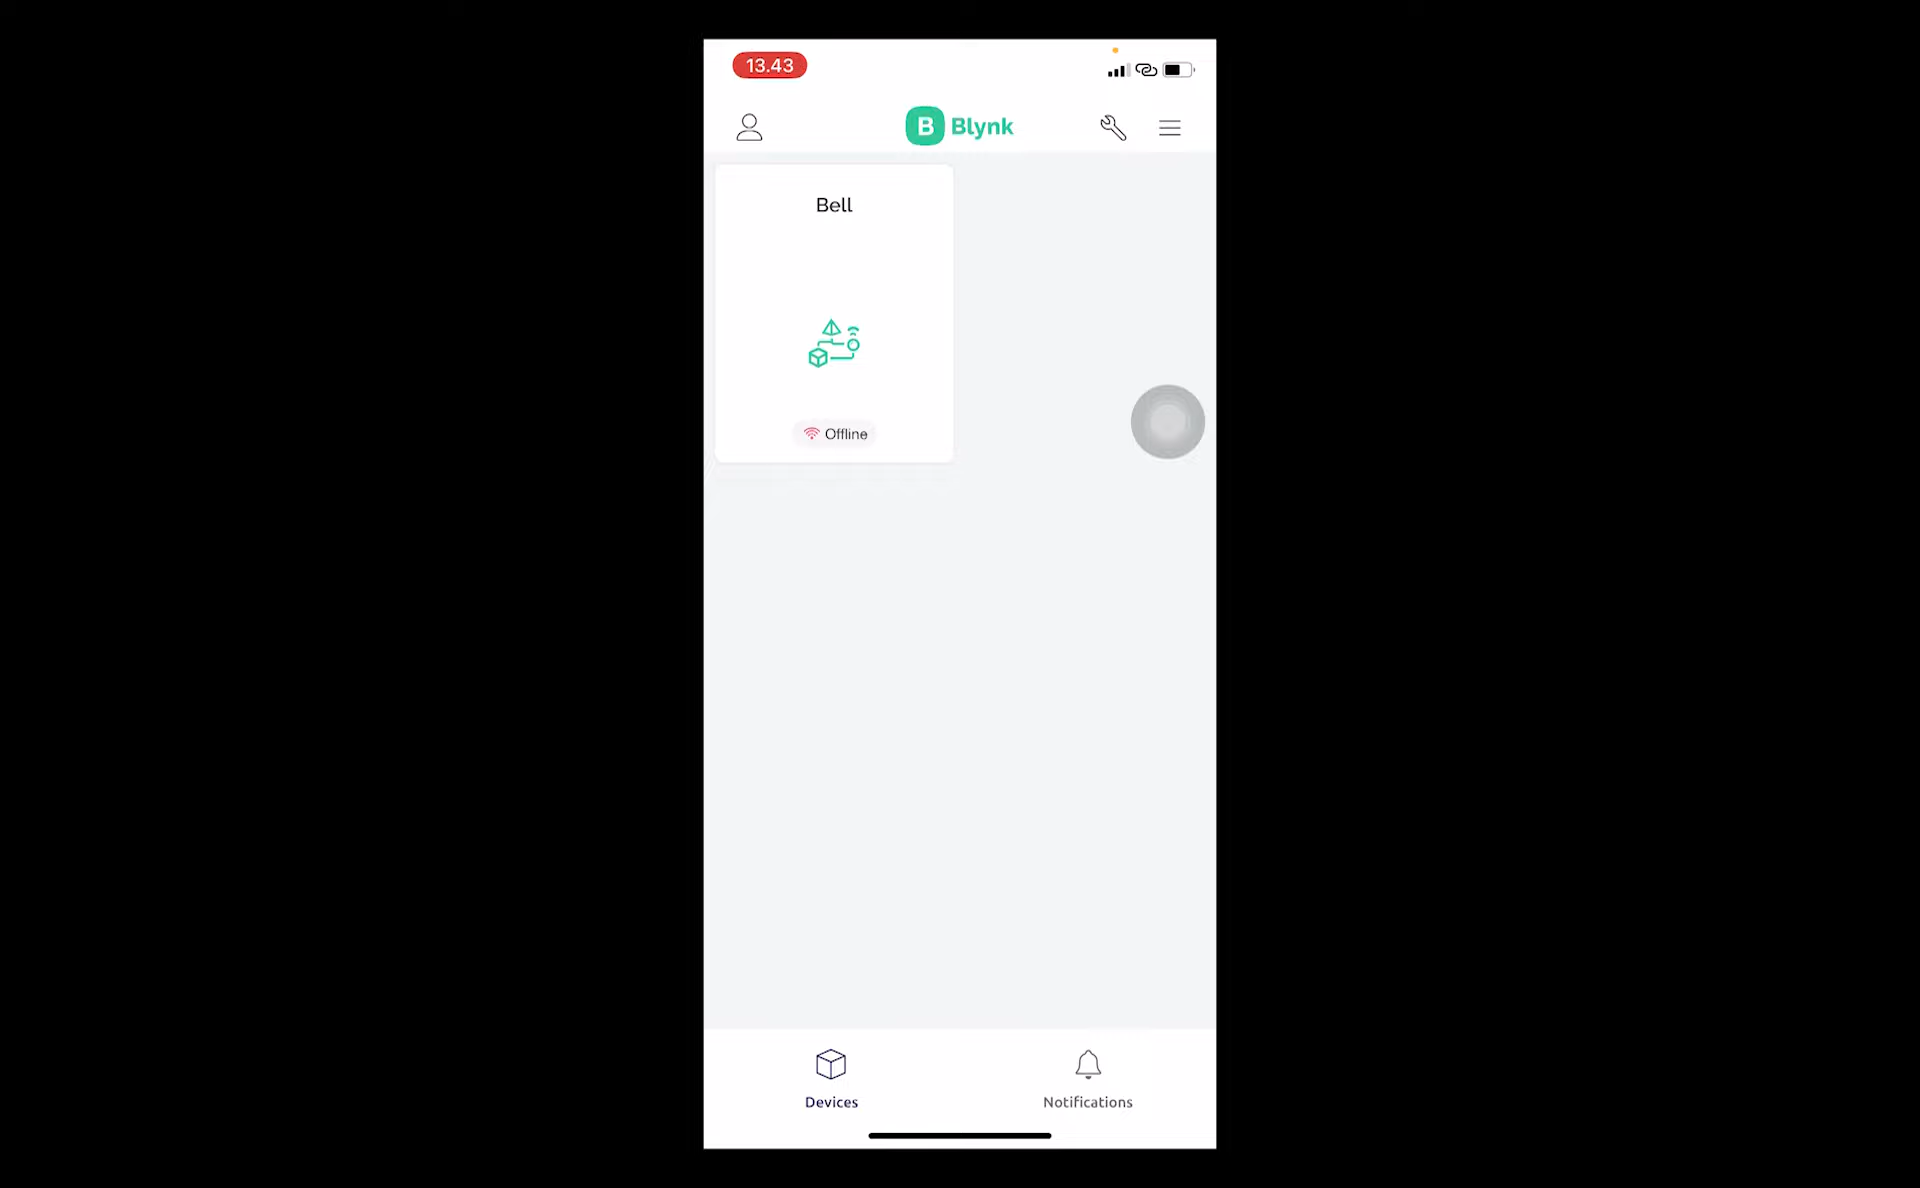 13.43
B Blynk
Bell
Offline
Devices
Notifications